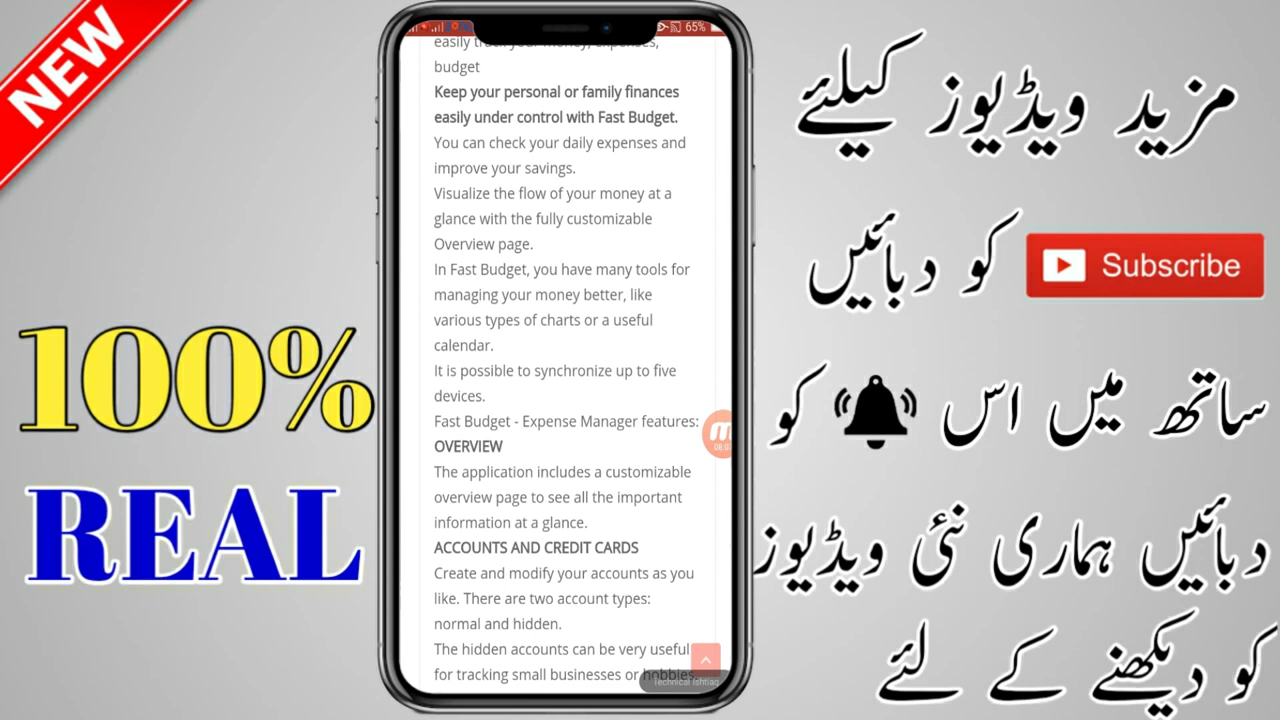 NEW
100%
REAL
65%
easily track your money, expenses,
budget
Keep your personal or family finances
easily under control with Fast Budget.
You can check your daily expenses and
improve your savings.
Visualize the flow of your money at a
glance with the fully customizable
Overview page.
In Fast Budget, you have many tools for
managing your money better, like
various types of charts or a useful
calendar.
It is possible to synchronize up to five
devices.
Fast Budget - Expense Manager features:
OVERVIEW
The application includes a customizable
overview page to see all the important
information at a glance.
ACCOUNTS AND CREDIT CARDS
Create and modify your accounts as you
like. There are two account types:
normal and hidden.
The hidden accounts can be very useful
for tracking small businesses or hobbies.
Technical Ishtiaq
مزید ویڈیوز کیلئے
Subscribe کو دبائیں
ساتھ میں اس کو
دبائیں ہماری نئی ویڈیوز
کو دیکھنے کے لئے